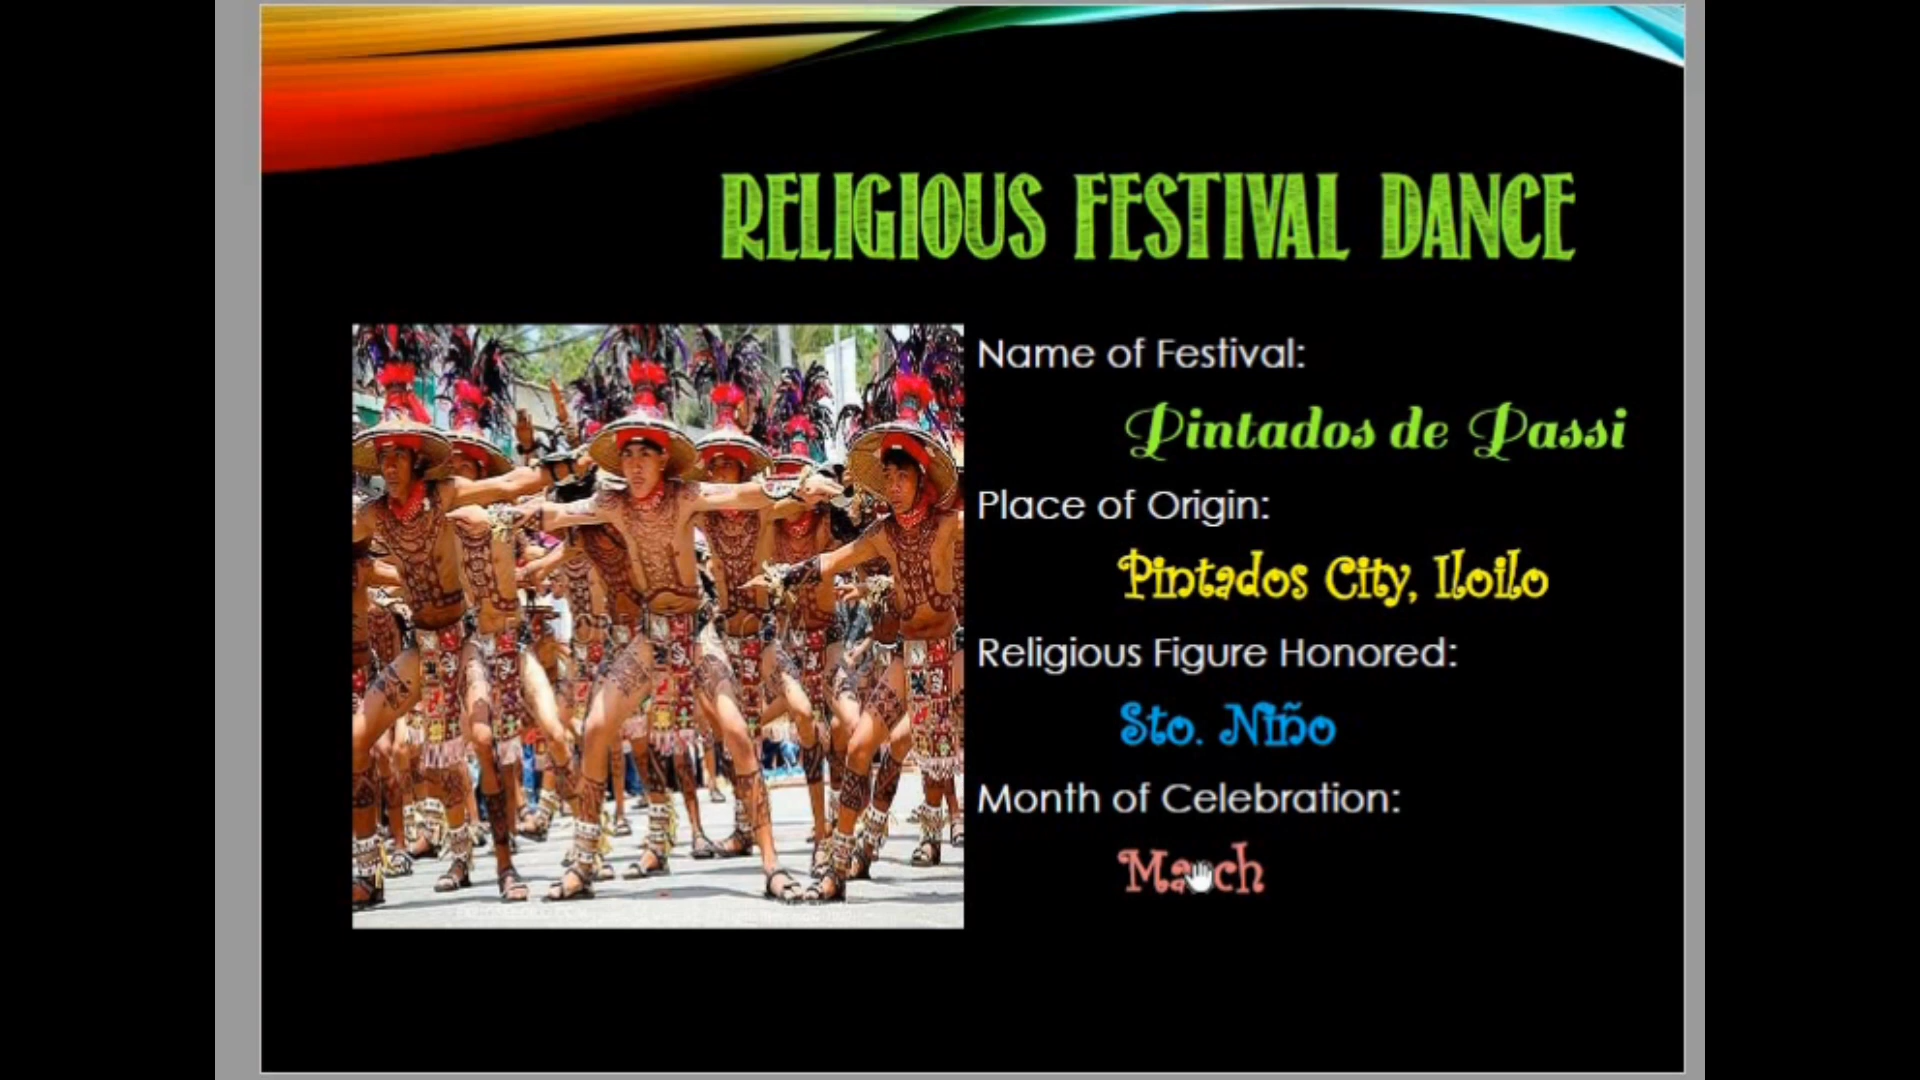 RELIGIOUS FESTIVAL DANCE
Name of Festival:
Pintados de Passi
Place of Origin:
Pintados City, Iloilo
Religious Figure Honored:
Sto. Niño
Month of Celebration:
March